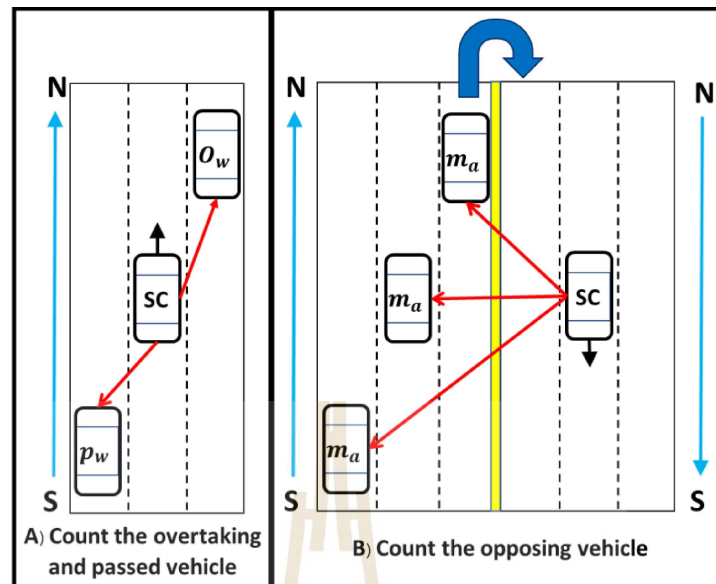 N
O_w
SC
p_w
S
A) Count the overtaking
and passed vehicle
N
N
m_a
m_a
SC
m_a
S
S
B) Count the opposing vehicle